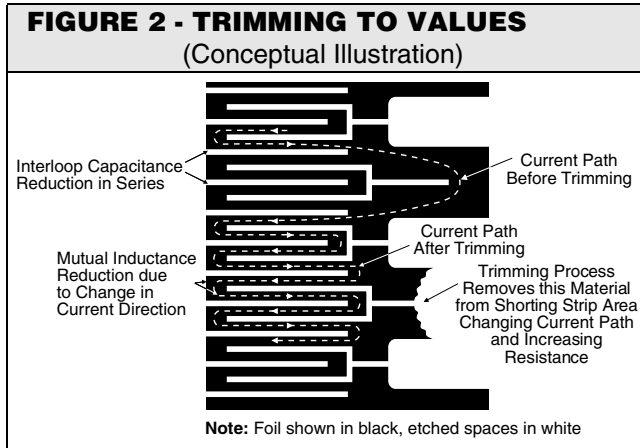 FIGURE 2 - TRIMMING TO VALUES
(Conceptual Illustration)
Interloop Capacitance
Reduction in Series
Current Path
Before Trimming
Current Path
After Trimming
Mutual Inductance
Reduction due
to Change in
Current Direction
Trimming Process
Removes this Material
from Shorting Strip Area
Changing Current Path
and Increasing
Resistance
Note: Foil shown in black, etched spaces in white